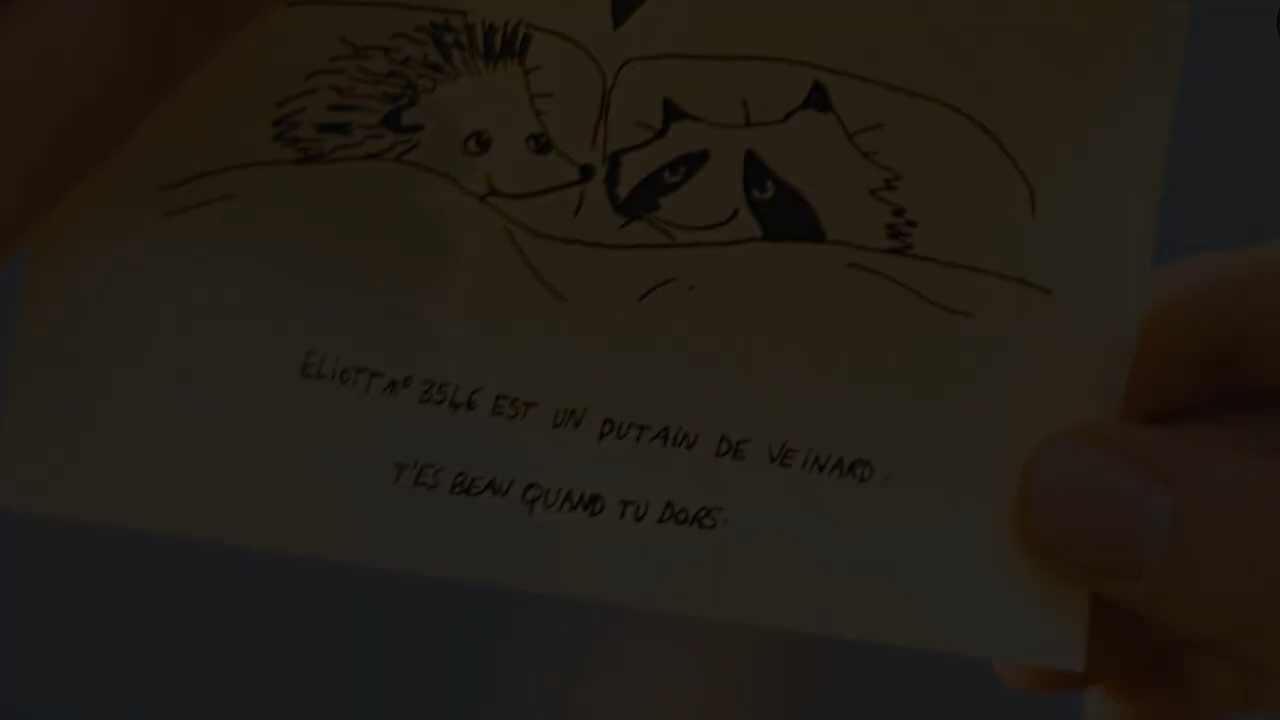 ELIOTT n° 3546 EST UN PUTAIN DE VEINARD.
T'ES BEAU QUAND TU DORS.